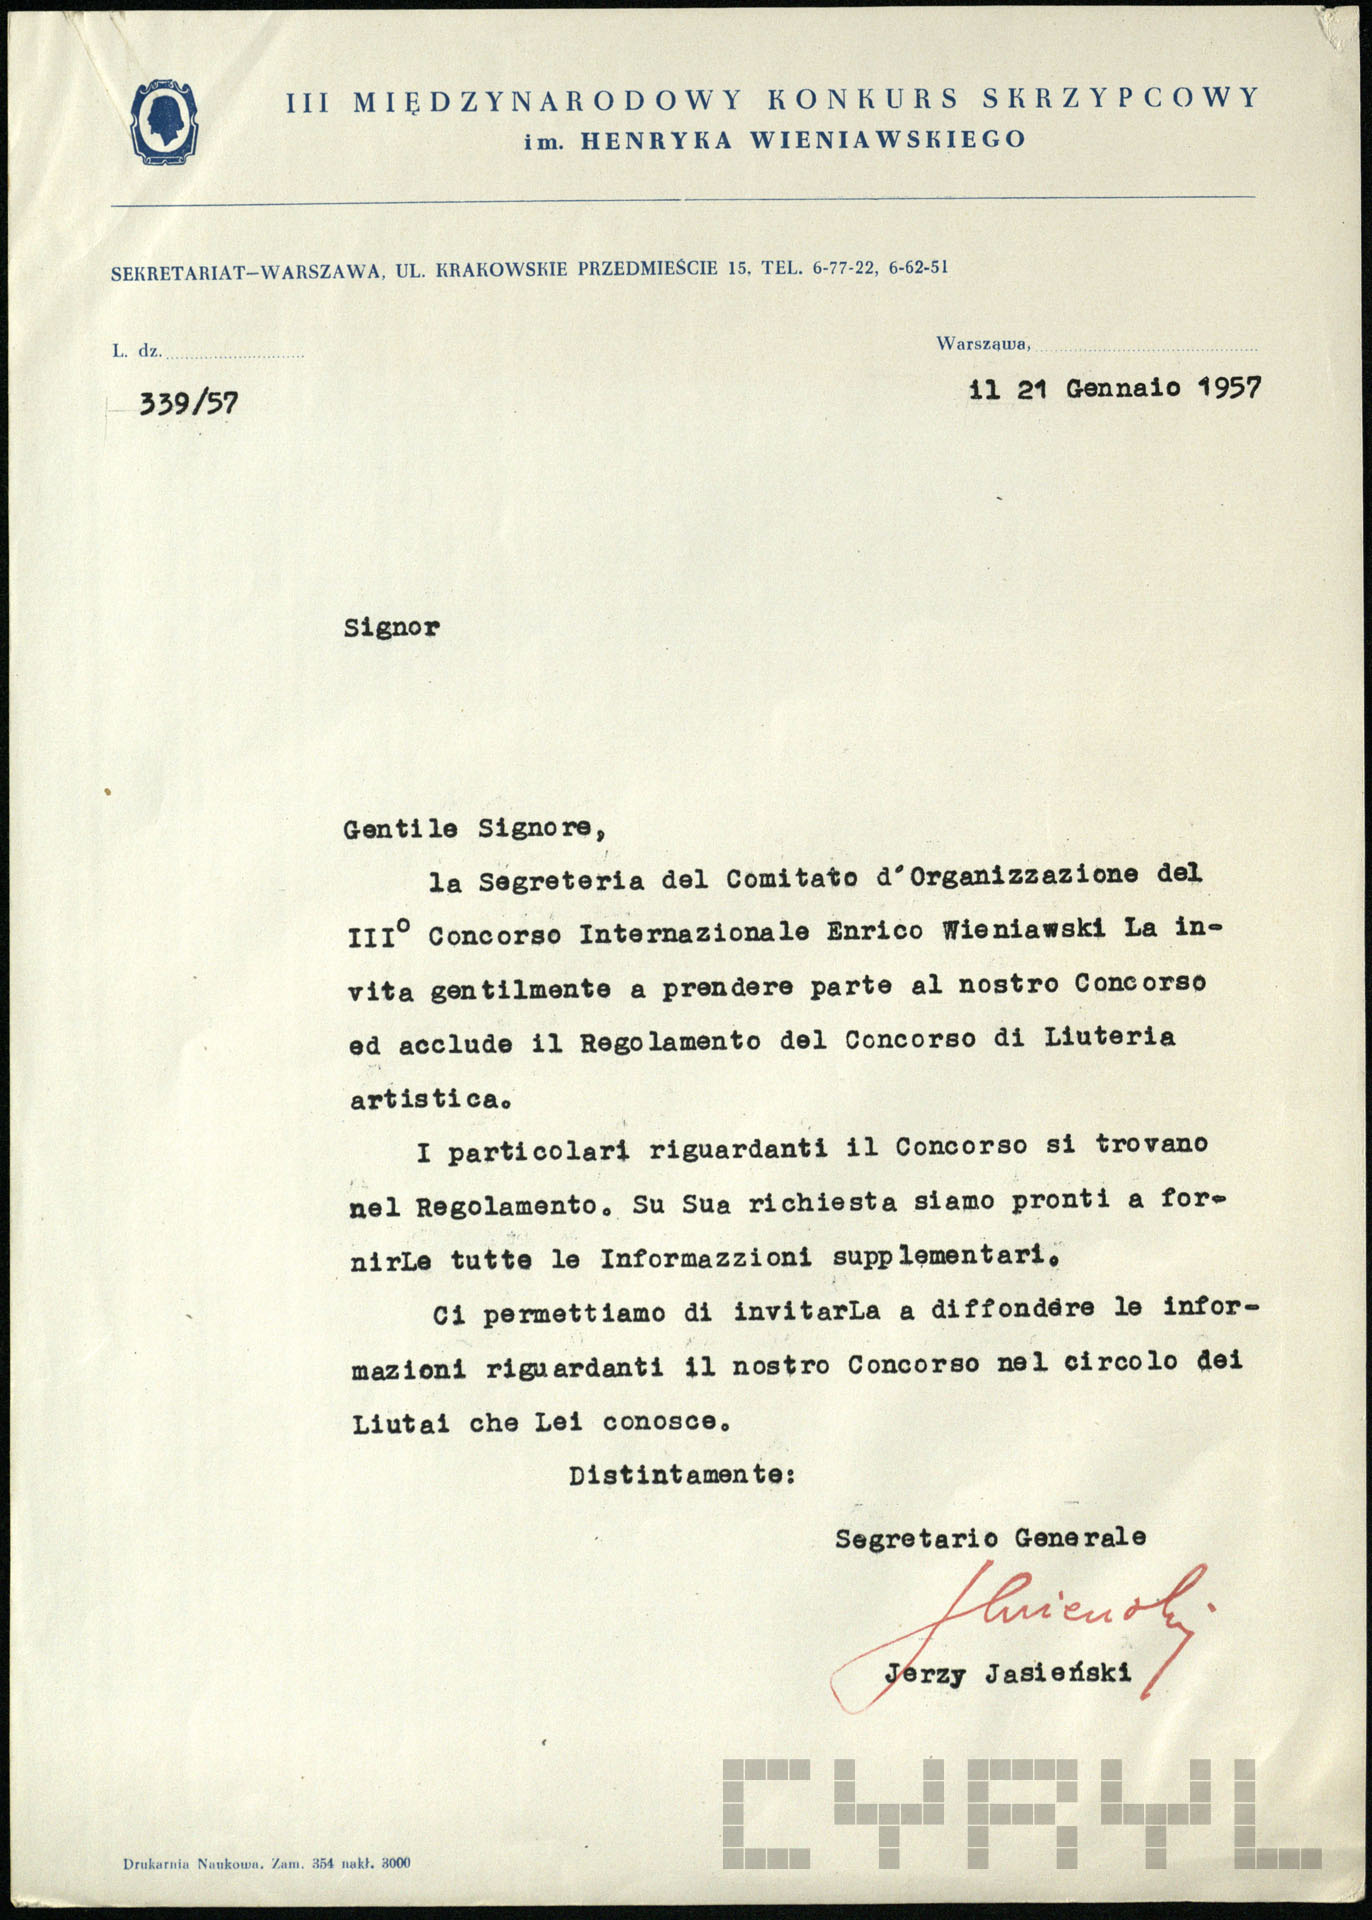 III MIĘDZYNARODOWY KONKURS SKRZYPCOWY
im. HENRYKA WIENIAWSKIEGO
SEKRETARIAT—WARSZAWA, UL. KRAKOWSKIE PRZEDMIEŚCIE 15, TEL. 6-77-22, 6-62-51
L. dz.
Warszawa,
339/57
il 21 Gennaio 1957
Signor
Gentile Signore,
la Segreteria del Comitato d'Organizzazione del
III° Concorso Internazionale Enrico Wieniawski La in-
vita gentilmente a prendere parte al nostro Concorso
ed acclude il Regolamento del Concorso di Liuteria
artistica.
I particolari riguardanti il Concorso si trovano
nel Regolamento. Su Sua richiesta siamo pronti a for-
nirLe tutte le Informazzioni supplementari.
Ci permettiamo di invitarLa a diffondere le infor-
mazioni riguardanti il nostro Concorso nel circolo dei
Liutai che Lei conosce.
Distintamente:
Segretario Generale
Jerzy Jasieński
CYRYL
Drukarnia Naukowa. Zam. 354 nakł. 3000